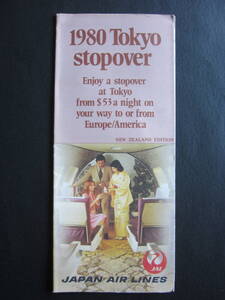 1980 Tokyo
stopover
Enjoy a stopover
at Tokyo
from $53 a night on
your way to or from
Europe/America
NEW ZEALAND EDITION
JAL
JAPAN AIR LINES